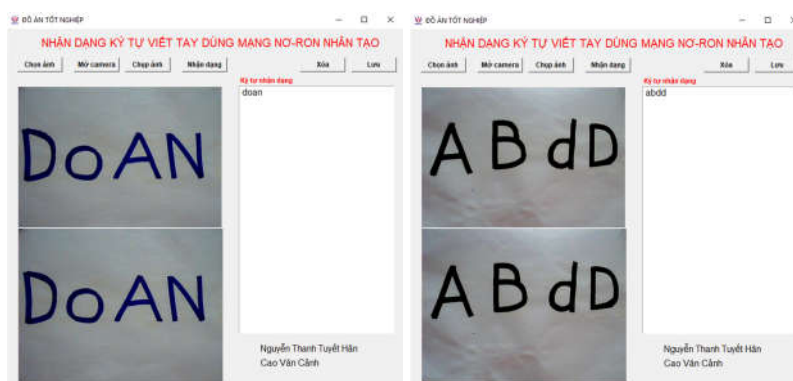 ĐỒ ÁN TỐT NGHIỆP
NHẬN DẠNG KÝ TỰ VIẾT TAY DÙNG MẠNG NƠ-RON NHÂN TẠO
Chọn ảnh Mở camera Chụp ảnh Nhận dạng Xóa Lưu
Ký tự nhận dạng
doan
DoAN
DoAN
Nguyễn Thanh Tuyết Hân
Cao Văn Cảnh
ĐỒ ÁN TỐT NGHIỆP
NHẬN DẠNG KÝ TỰ VIẾT TAY DÙNG MẠNG NƠ-RON NHÂN TẠO
Chọn ảnh Mở camera Chụp ảnh Nhận dạng Xóa Lưu
Ký tự nhận dạng
abdd
ABdD
ABdD
Nguyễn Thanh Tuyết Hân
Cao Văn Cảnh